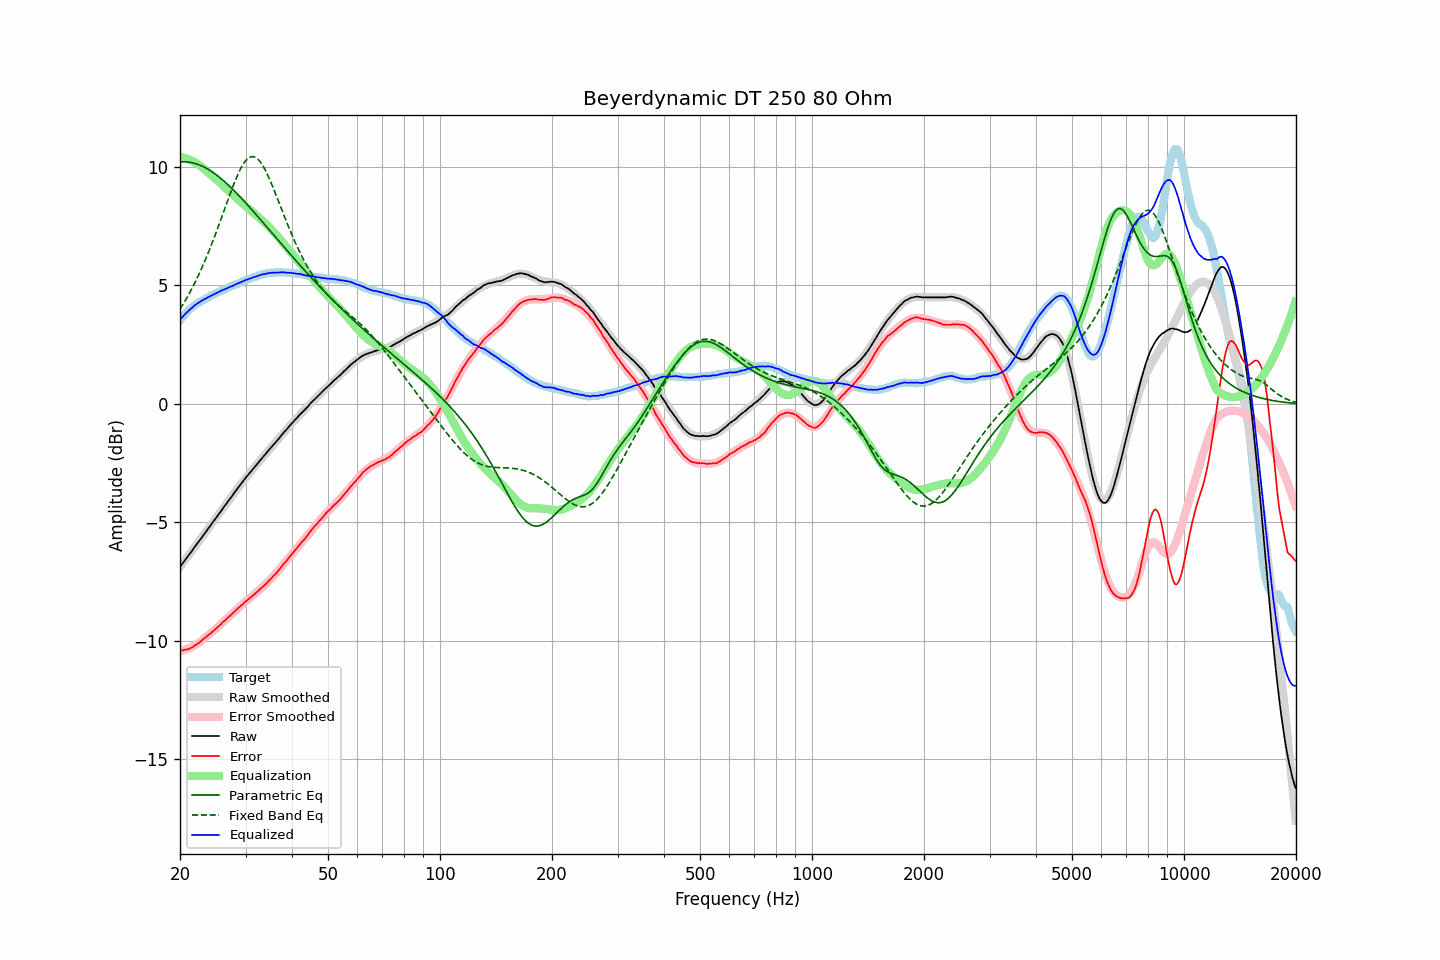 Beyerdynamic DT 250 80 Ohm
Amplitude (dBr)
10
5
0
−5
−10
−15
Target
Raw Smoothed
Error Smoothed
Raw
Error
Equalization
Parametric Eq
Fixed Band Eq
Equalized
20 50 100 200 500 1000 2000 5000 10000 20000
Frequency (Hz)